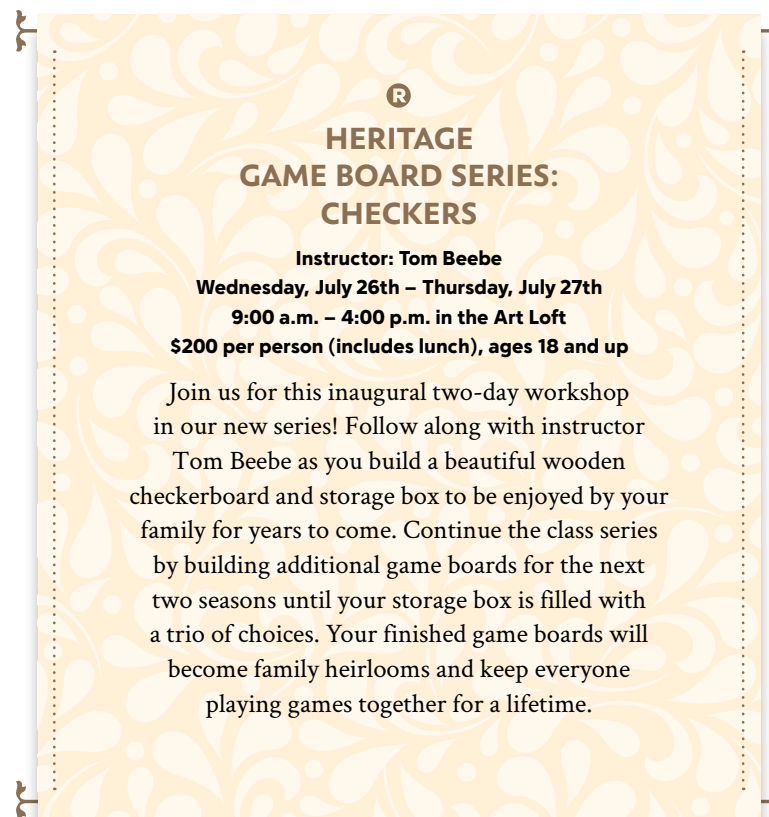 R
HERITAGE
GAME BOARD SERIES:
CHECKERS
Instructor: Tom Beebe
Wednesday, July 26th – Thursday, July 27th
9:00 a.m. – 4:00 p.m. in the Art Loft
$200 per person (includes lunch), ages 18 and up
Join us for this inaugural two-day workshop
in our new series! Follow along with instructor
Tom Beebe as you build a beautiful wooden
checkerboard and storage box to be enjoyed by your
family for years to come. Continue the class series
by building additional game boards for the next
two seasons until your storage box is filled with
a trio of choices. Your finished game boards will
become family heirlooms and keep everyone
playing games together for a lifetime.